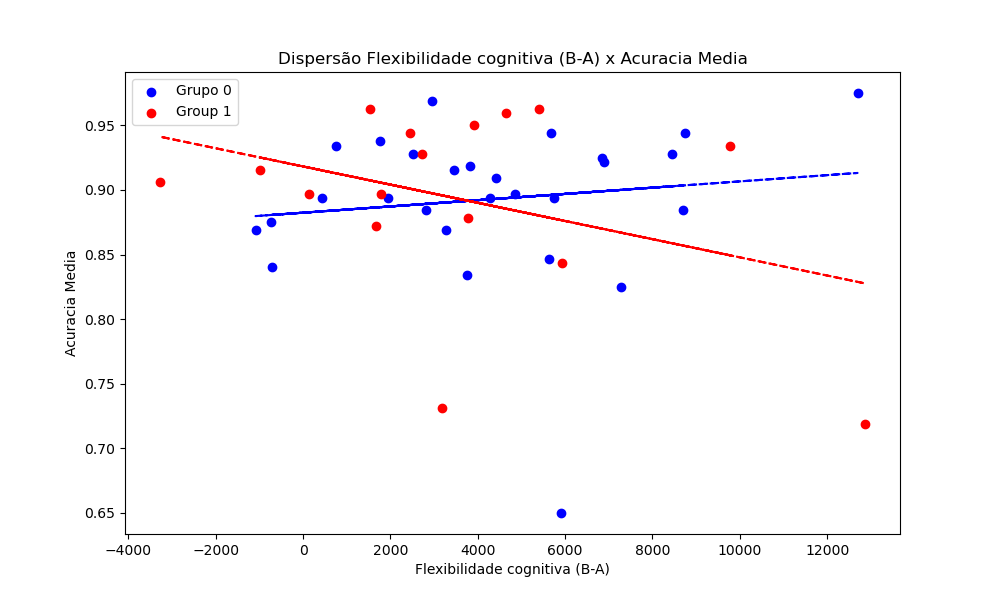 Dispersão Flexibilidade cognitiva (B-A) x Acuracia Media
Grupo 0
Group 1
Acuracia Media
0.95
0.90
0.85
0.80
0.75
0.70
0.65
−4000 −2000 0 2000 4000 6000 8000 10000 12000
Flexibilidade cognitiva (B-A)